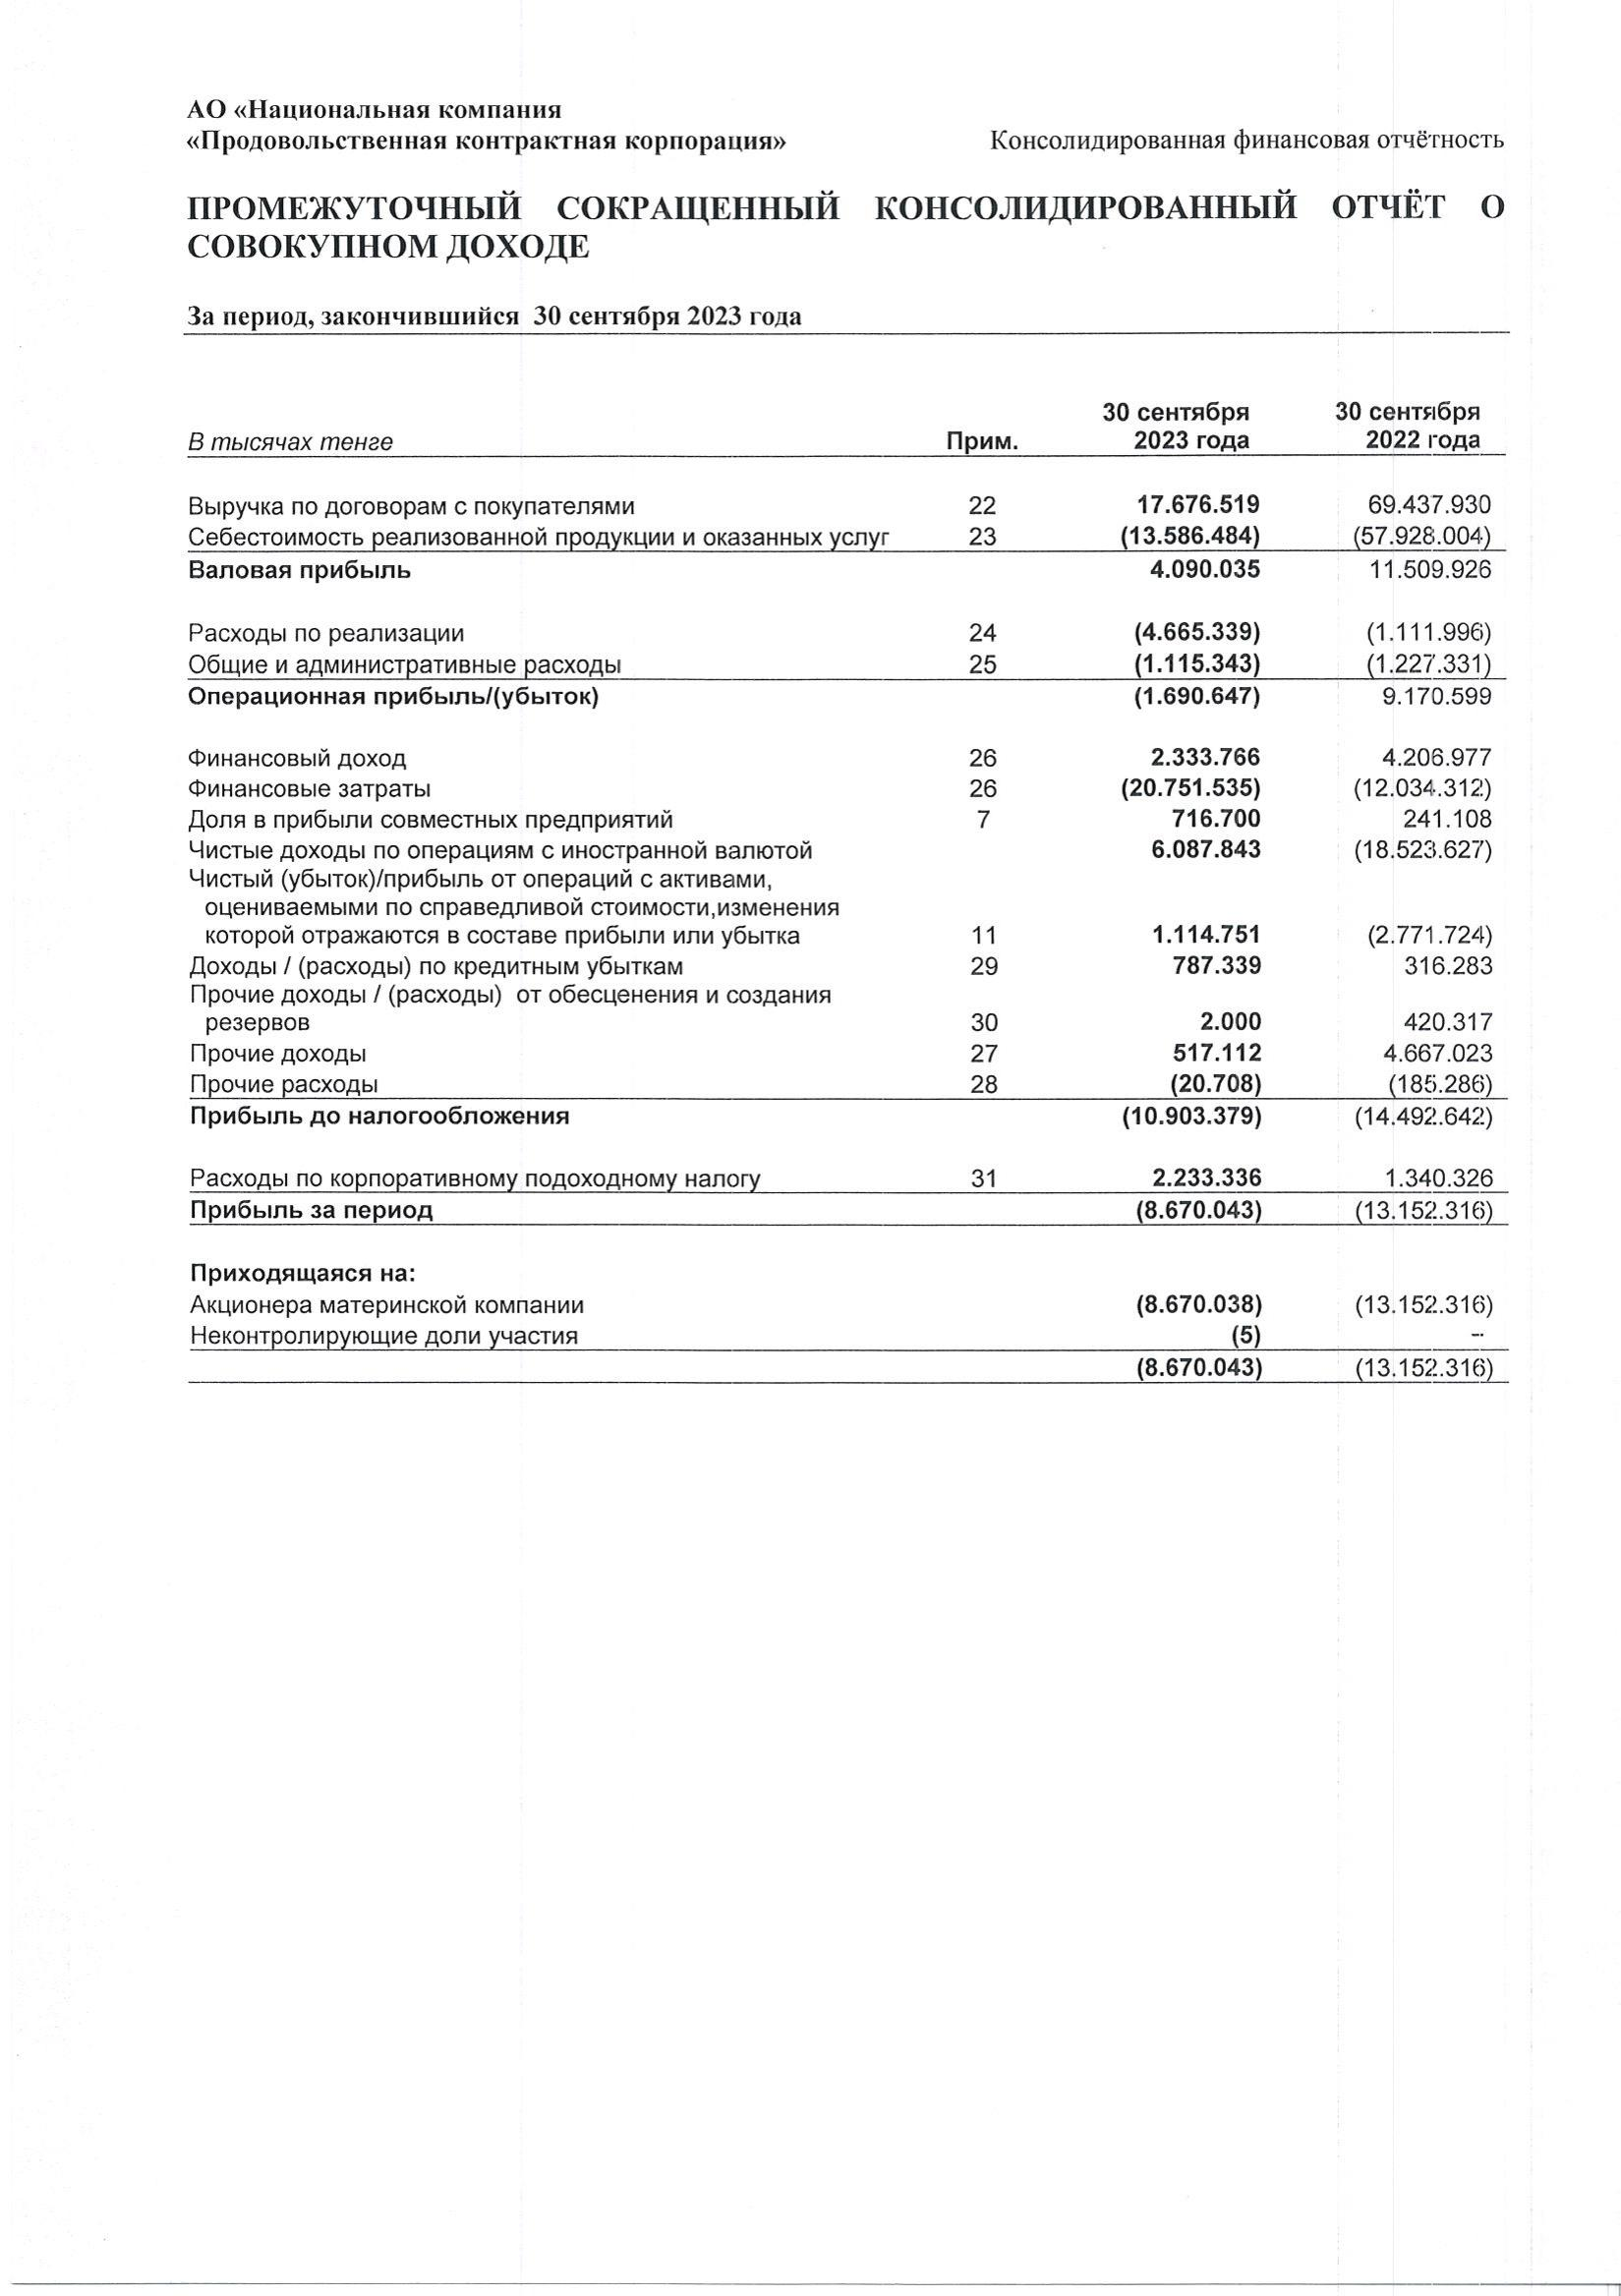 АО «Национальная компания
«Продовольственная контрактная корпорация» Консолидированная финансовая отчётность
ПРОМЕЖУТОЧНЫЙ СОКРАЩЕННЫЙ КОНСОЛИДИРОВАННЫЙ ОТЧЁТ О
СОВОКУПНОМ ДОХОДЕ
За период, закончившийся 30 сентября 2023 года
30 сентября 30 сентября
В тысячах тенге Прим. 2023 года 2022 года
Выручка по договорам с покупателями 22 17.676.519 69.437.930
Себестоимость реализованной продукции и оказанных услуг 23 (13.586.484) (57.928.004)
Валовая прибыль 4.090.035 11.509.926
Расходы по реализации 24 (4.665.339) (1.111.996)
Общие и административные расходы 25 (1.115.343) (1.227.331)
Операционная прибыль/(убыток) (1.690.647) 9.170.599
Финансовый доход 26 2.333.766 4.206.977
Финансовые затраты 26 (20.751.535) (12.034.312)
Доля в прибыли совместных предприятий 7 716.700 241.108
Чистые доходы по операциям с иностранной валютой 6.087.843 (18.523.627)
Чистый (убыток)/прибыль от операций с активами,
оцениваемыми по справедливой стоимости,изменения
которой отражаются в составе прибыли или убытка 11 1.114.751 (2.771.724)
Доходы / (расходы) по кредитным убыткам 29 787.339 316.283
Прочие доходы / (расходы) от обесценения и создания
резервов 30 2.000 420.317
Прочие доходы 27 517.112 4.667.023
Прочие расходы 28 (20.708) (185.286)
Прибыль до налогообложения (10.903.379) (14.492.642)
Расходы по корпоративному подоходному налогу 31 2.233.336 1.340.326
Прибыль за период (8.670.043) (13.152.316)
Приходящаяся на:
Акционера материнской компании (8.670.038) (13.152.316)
Неконтролирующие доли участия (5) –
(8.670.043) (13.152.316)